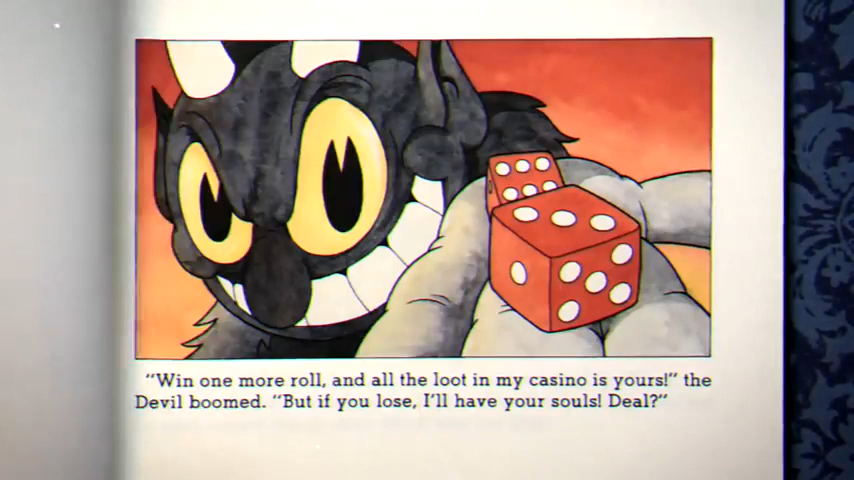 “Win one more roll, and all the loot in my casino is yours!” the
Devil boomed. “But if you lose, I’ll have your souls! Deal?”